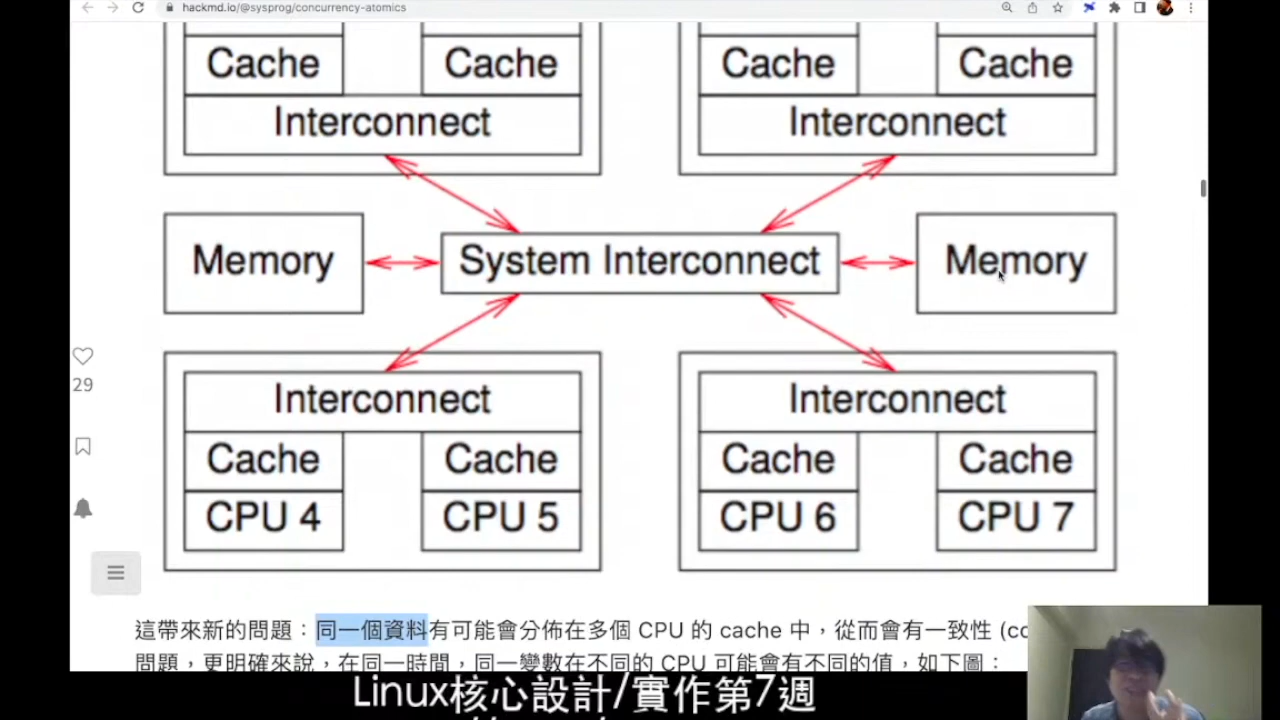 hackmd.io/@sysprog/concurrency-atomics
Cache Cache Cache Cache
Interconnect Interconnect
Memory System Interconnect Memory
Interconnect Interconnect
Cache Cache Cache Cache
CPU 4 CPU 5 CPU 6 CPU 7
29
這帶來新的問題：同一個資料有可能會分佈在多個 CPU 的 cache 中，從而會有一致性
問題，更明確來說，在同一時間，同一變數在不同的 CPU 可能會有不同的值，如下圖：
Linux核心設計/實作第7週